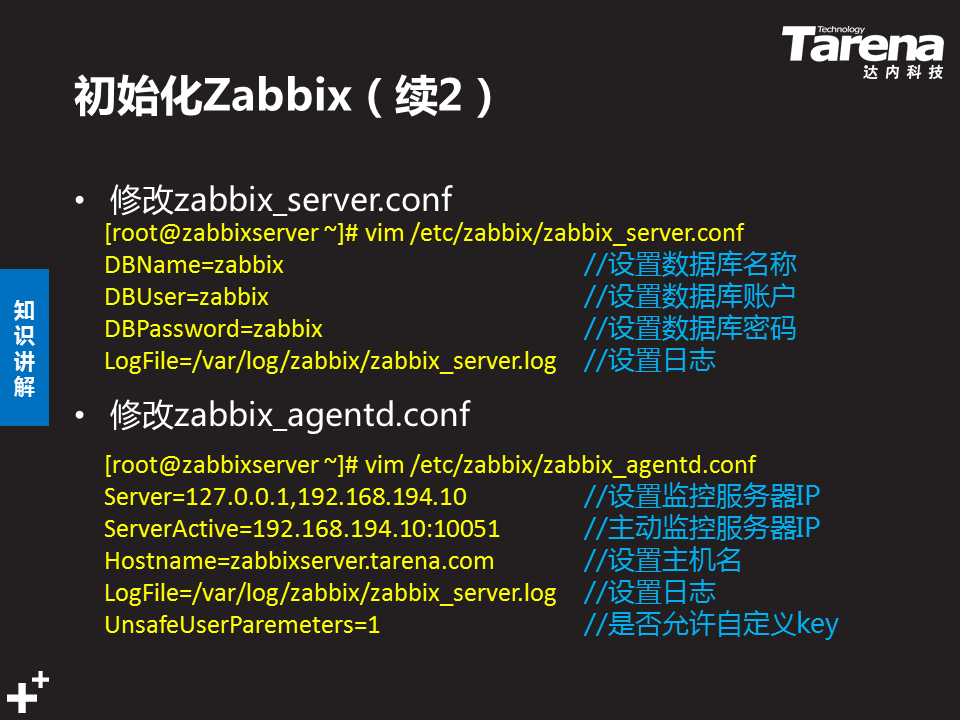 Technology
Tarena
达内科技
初始化Zabbix（续2）
• 修改zabbix_server.conf
[root@zabbixserver ~]# vim /etc/zabbix/zabbix_server.conf
DBName=zabbix //设置数据库名称
DBUser=zabbix //设置数据库账户
DBPassword=zabbix //设置数据库密码
LogFile=/var/log/zabbix/zabbix_server.log //设置日志
知识讲解
• 修改zabbix_agentd.conf
[root@zabbixserver ~]# vim /etc/zabbix/zabbix_agentd.conf
Server=127.0.0.1,192.168.194.10 //设置监控服务器IP
ServerActive=192.168.194.10:10051 //主动监控服务器IP
Hostname=zabbixserver.tarena.com //设置主机名
LogFile=/var/log/zabbix/zabbix_server.log //设置日志
UnsafeUserParemeters=1 //是否允许自定义key